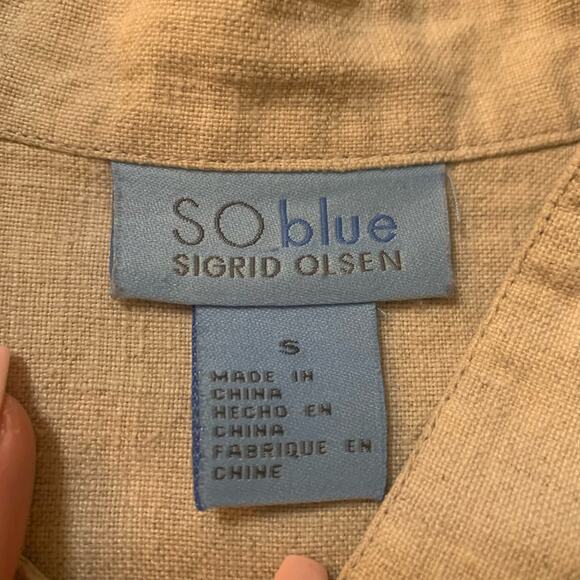 SO blue
SIGRID OLSEN
S
MADE IN
CHINA
HECHO EN
CHINA
FABRIQUE EN
CHINE